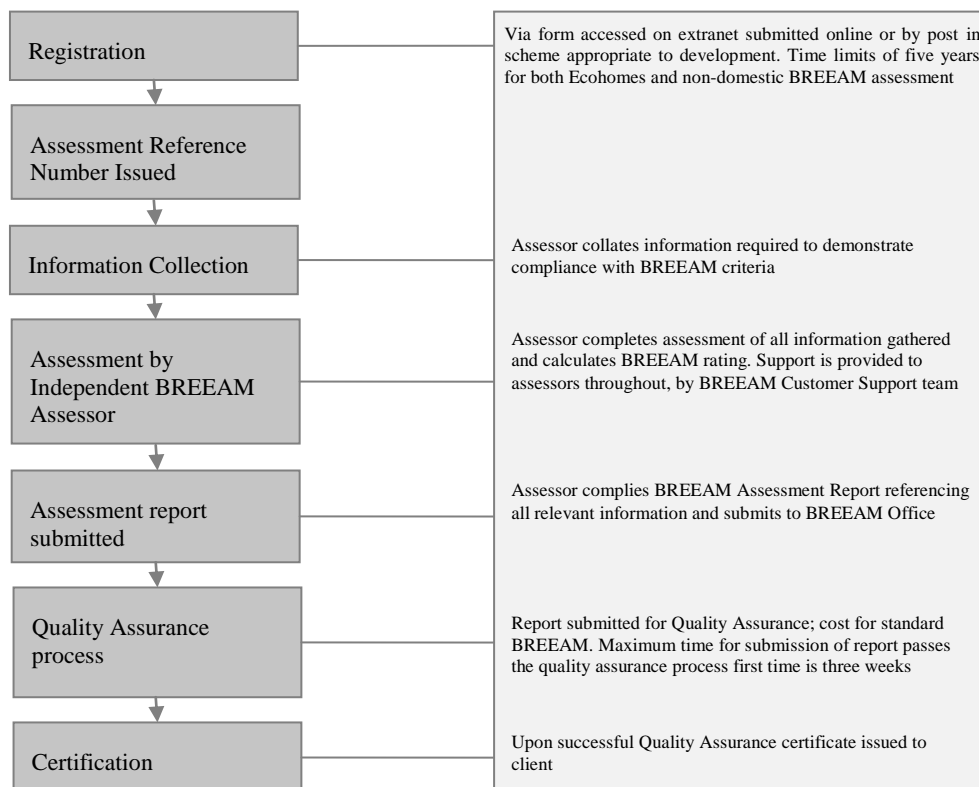 Registration
Via form accessed on extranet submitted online or by post in
scheme appropriate to development. Time limits of five years
for both Ecohomes and non-domestic BREEAM assessment
Assessment Reference
Number Issued
Information Collection
Assessor collates information required to demonstrate
compliance with BREEAM criteria
Assessment by
Independent BREEAM
Assessor
Assessor completes assessment of all information gathered
and calculates BREEAM rating. Support is provided to
assessors throughout, by BREEAM Customer Support team
Assessment report
submitted
Assessor complies BREEAM Assessment Report referencing
all relevant information and submits to BREEAM Office
Quality Assurance
process
Report submitted for Quality Assurance; cost for standard
BREEAM. Maximum time for submission of report passes
the quality assurance process first time is three weeks
Certification
Upon successful Quality Assurance certificate issued to
client